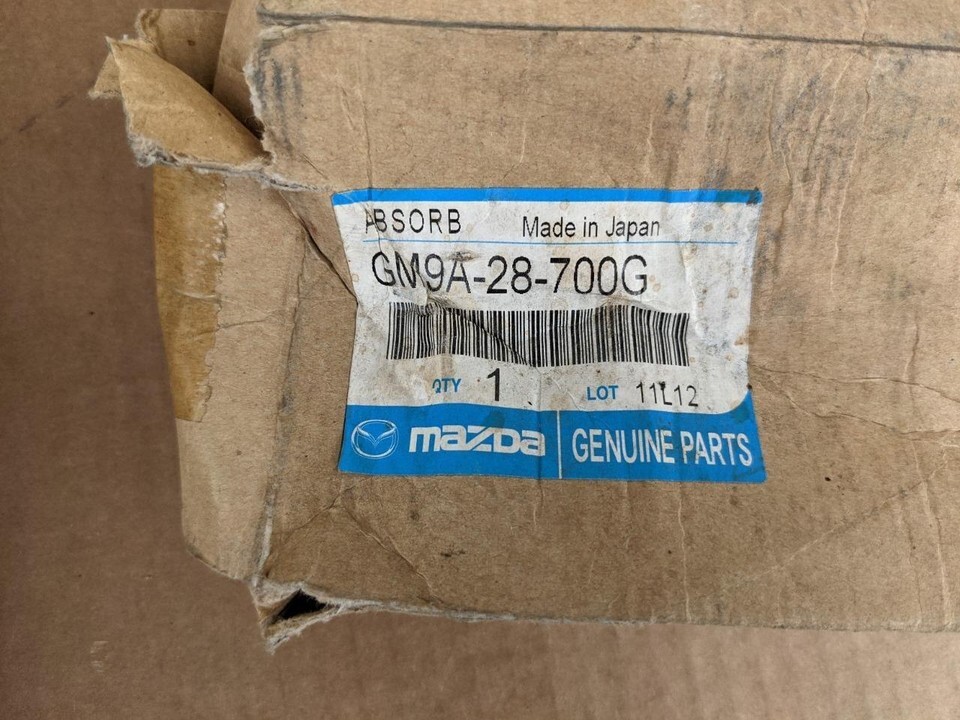 ABSORB Made in Japan
GM9A-28-700G
QTY 1 LOT 11L12
mazda GENUINE PARTS